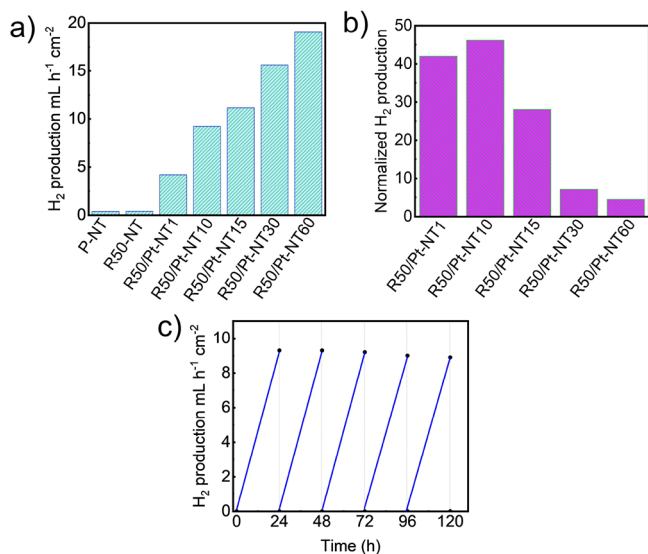 a)
H₂ production mL h⁻¹ cm⁻²
20
15
10
5
0
P-NT
R50-NT
R50/Pt-NT1
R50/Pt-NT10
R50/Pt-NT15
R50/Pt-NT30
R50/Pt-NT60
b)
Normalized H₂ production
50
40
30
20
10
0
R50/Pt-NT1
R50/Pt-NT10
R50/Pt-NT15
R50/Pt-NT30
R50/Pt-NT60
c)
H₂ production mL h⁻¹ cm⁻²
10
8
6
4
2
0
0 24 48 72 96 120
Time (h)